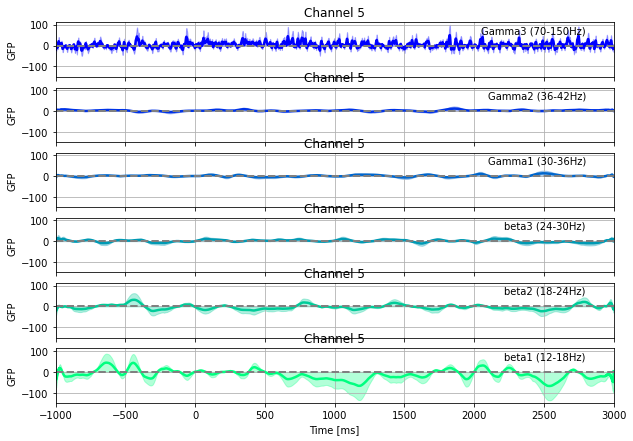 Channel 5
100
Gamma3 (70-150Hz)
GFP
0
−100
Channel 5
100
Gamma2 (36-42Hz)
GFP
0
−100
Channel 5
100
Gamma1 (30-36Hz)
GFP
0
−100
Channel 5
100
beta3 (24-30Hz)
GFP
0
−100
Channel 5
100
beta2 (18-24Hz)
GFP
0
−100
Channel 5
100
beta1 (12-18Hz)
GFP
0
−100
−1000 −500 0 500 1000 1500 2000 2500 3000
Time [ms]